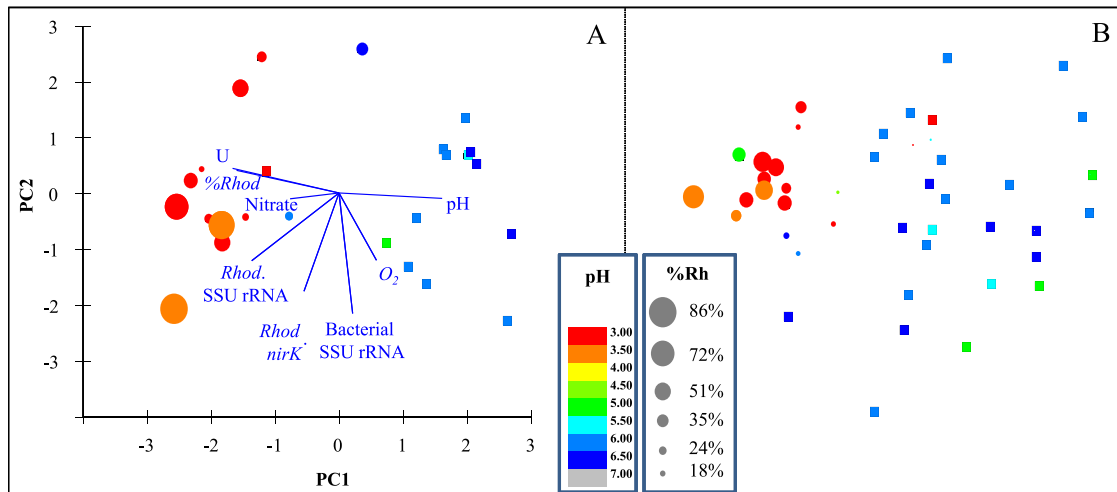 A
B
3
2
1
0
-1
-2
-3
PC2
-3
-2
-1
0
1
2
3
PC1
U
%Rhod
Nitrate
pH
O2
Rhod.
SSU rRNA
Rhod.
nirK
Bacterial
SSU rRNA
pH
3.00
3.50
4.00
4.50
5.00
5.50
6.00
6.50
7.00
%Rh
86%
72%
51%
35%
24%
18%